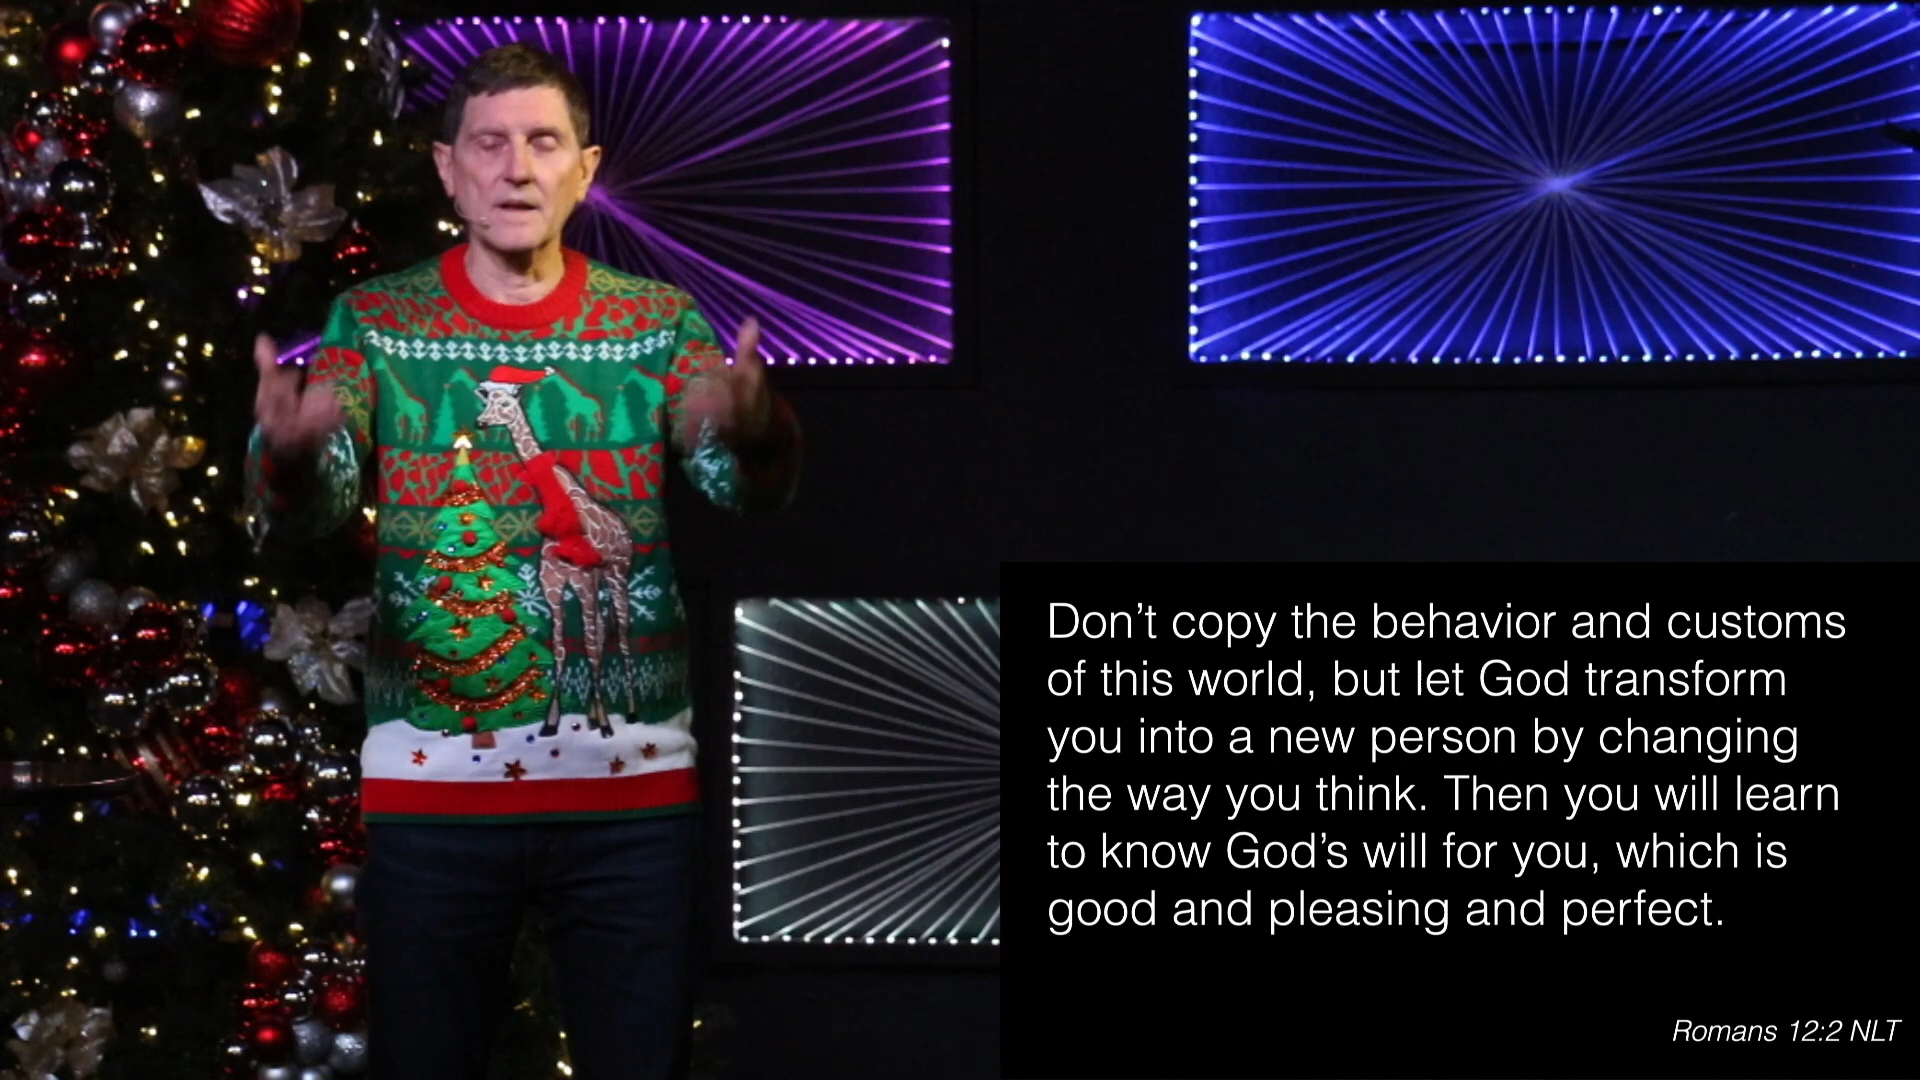 Don’t copy the behavior and customs
of this world, but let God transform
you into a new person by changing
the way you think. Then you will learn
to know God’s will for you, which is
good and pleasing and perfect.
Romans 12:2 NLT